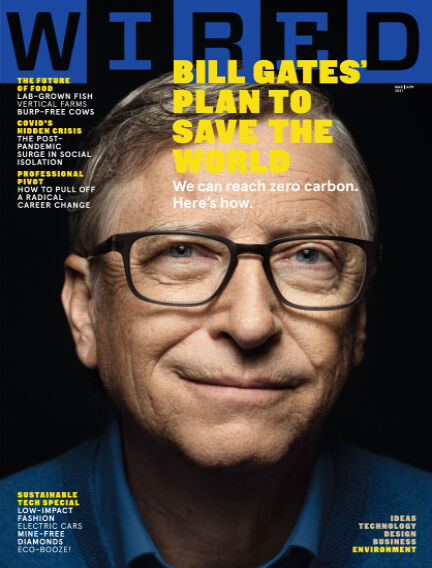 WIRED
THE FUTURE
OF FOOD
LAB-GROWN FISH
VERTICAL FARMS
BURP-FREE COWS
COVID'S
HIDDEN CRISIS
THE POST-
PANDEMIC
SURGE IN SOCIAL
ISOLATION
PROFESSIONAL
PIVOT
HOW TO PULL OFF
A RADICAL
CAREER CHANGE
BILL GATES'
PLAN TO
SAVE THE
WORLD
We can reach zero carbon.
Here's how.
MAR | APR
2021
SUSTAINABLE
TECH SPECIAL
LOW-IMPACT
FASHION
ELECTRIC CARS
MINE-FREE
DIAMONDS
ECO-BOOZE!
IDEAS
TECHNOLOGY
DESIGN
BUSINESS
ENVIRONMENT